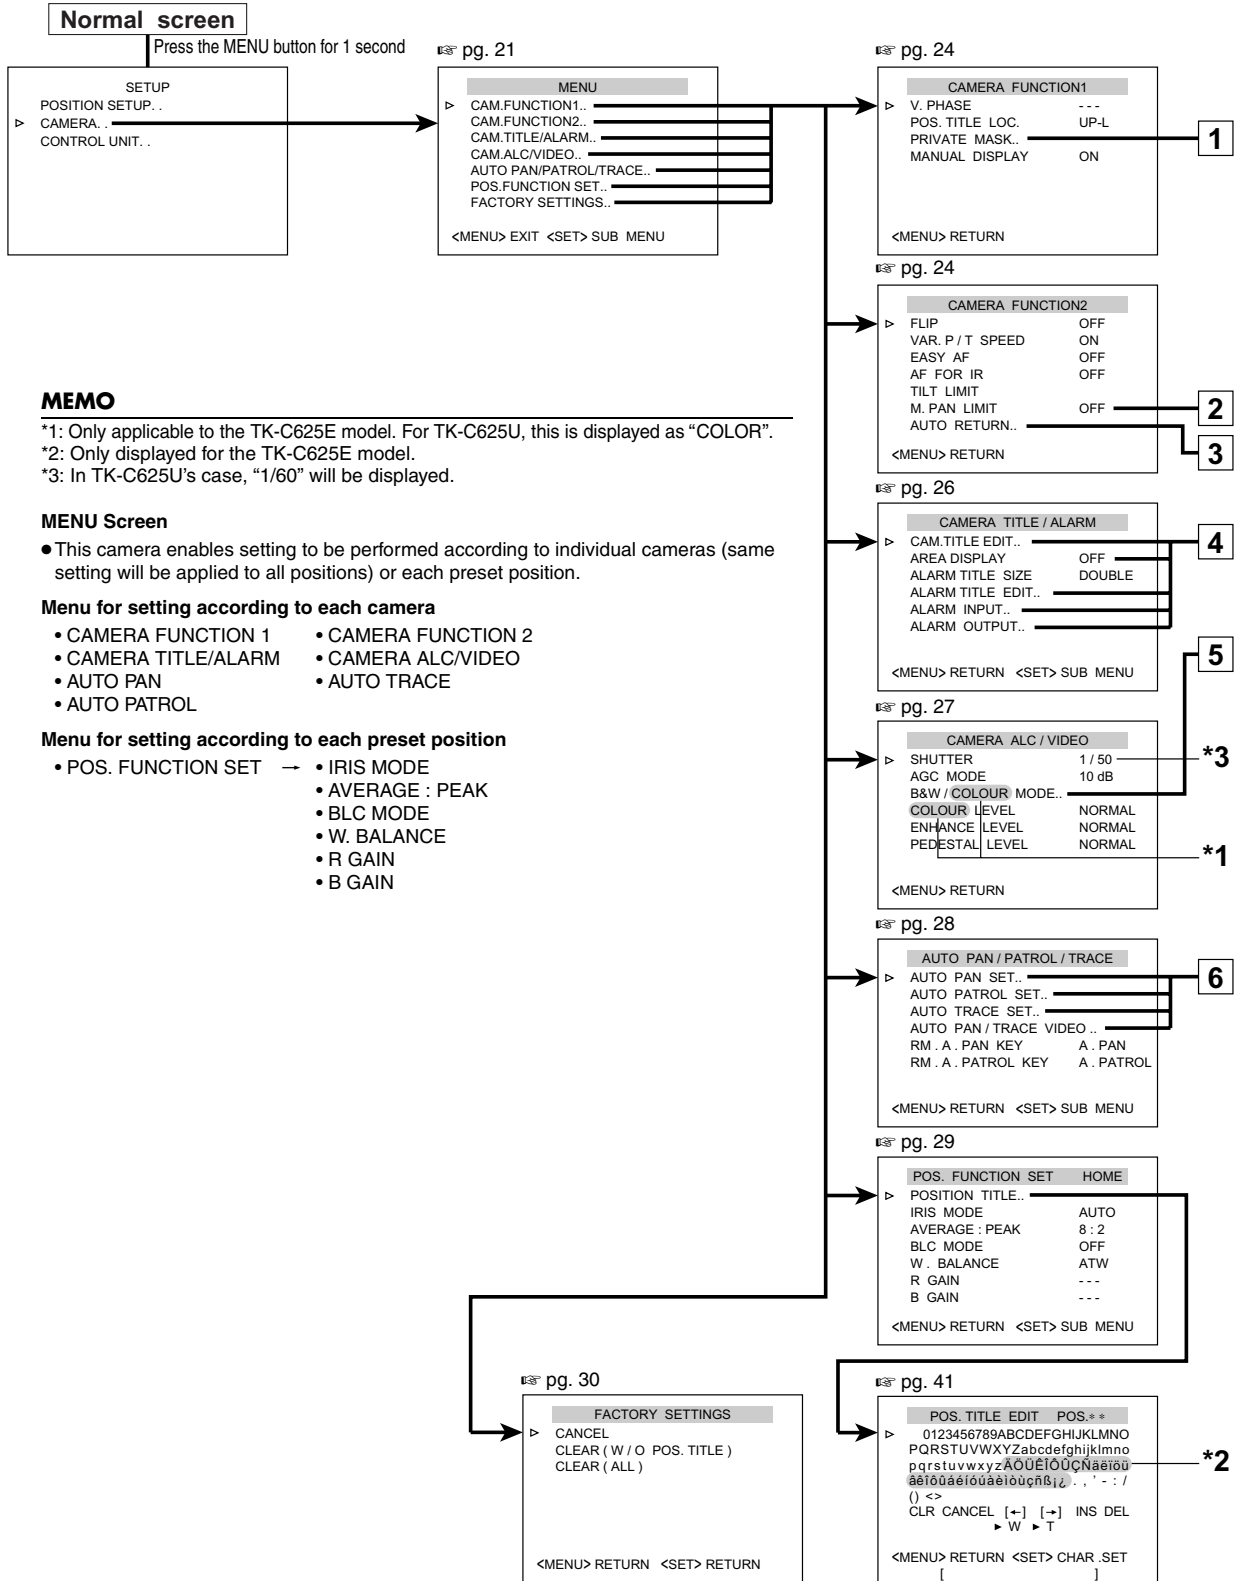 Normal screen
Press the MENU button for 1 second
SETUP
POSITION SETUP. .
▷ CAMERA. .
CONTROL UNIT. .
☞ pg. 21
MENU
▷ CAM.FUNCTION1..
CAM.FUNCTION2..
CAM.TITLE/ALARM..
CAM.ALC/VIDEO..
AUTO PAN/PATROL/TRACE..
POS.FUNCTION SET..
FACTORY SETTINGS..
<MENU> EXIT <SET> SUB MENU
☞ pg. 24
CAMERA FUNCTION1
▷ V. PHASE - - -
POS. TITLE LOC. UP-L
PRIVATE MASK..
MANUAL DISPLAY ON
<MENU> RETURN
1
☞ pg. 24
CAMERA FUNCTION2
▷ FLIP OFF
VAR. P / T SPEED ON
EASY AF OFF
AF FOR IR OFF
TILT LIMIT
M. PAN LIMIT OFF
AUTO RETURN..
<MENU> RETURN
2
3
MEMO
*1: Only applicable to the TK-C625E model. For TK-C625U, this is displayed as “COLOR”.
*2: Only displayed for the TK-C625E model.
*3: In TK-C625U's case, “1/60” will be displayed.
MENU Screen
● This camera enables setting to be performed according to individual cameras (same
setting will be applied to all positions) or each preset position.
Menu for setting according to each camera
• CAMERA FUNCTION 1 • CAMERA FUNCTION 2
• CAMERA TITLE/ALARM • CAMERA ALC/VIDEO
• AUTO PAN • AUTO TRACE
• AUTO PATROL
Menu for setting according to each preset position
• POS. FUNCTION SET → • IRIS MODE
• AVERAGE : PEAK
• BLC MODE
• W. BALANCE
• R GAIN
• B GAIN
☞ pg. 26
CAMERA TITLE / ALARM
▷ CAM.TITLE EDIT..
AREA DISPLAY OFF
ALARM TITLE SIZE DOUBLE
ALARM TITLE EDIT..
ALARM INPUT..
ALARM OUTPUT..
<MENU> RETURN <SET> SUB MENU
4
5
☞ pg. 27
CAMERA ALC / VIDEO
▷ SHUTTER 1 / 50
AGC MODE 10 dB
B&W / COLOUR MODE..
COLOUR LEVEL NORMAL
ENHANCE LEVEL NORMAL
PEDESTAL LEVEL NORMAL
<MENU> RETURN
*3
*1
☞ pg. 28
AUTO PAN / PATROL / TRACE
▷ AUTO PAN SET..
AUTO PATROL SET..
AUTO TRACE SET..
AUTO PAN / TRACE VIDEO ..
RM . A . PAN KEY A . PAN
RM . A . PATROL KEY A . PATROL
<MENU> RETURN <SET> SUB MENU
6
☞ pg. 29
POS. FUNCTION SET HOME
▷ POSITION TITLE..
IRIS MODE AUTO
AVERAGE : PEAK 8 : 2
BLC MODE OFF
W . BALANCE ATW
R GAIN - - -
B GAIN - - -
<MENU> RETURN <SET> SUB MENU
☞ pg. 30
FACTORY SETTINGS
▷ CANCEL
CLEAR ( W / O POS. TITLE )
CLEAR ( ALL )
<MENU> RETURN <SET> RETURN
☞ pg. 41
POS. TITLE EDIT POS.∗ ∗
▷ 0123456789ABCDEFGHIJKLMNO
PQRSTUVWXYZabcdefghijklmno
pqrstuvwxyzÄÖÜÊÎÔÛÇÑäëïöü
âêîôûáéíóúàèìòùçñß¡¿ . , ' - : /
() <>
CLR CANCEL [←] [→] INS DEL
► W ► T
<MENU> RETURN <SET> CHAR .SET
[ ]
*2